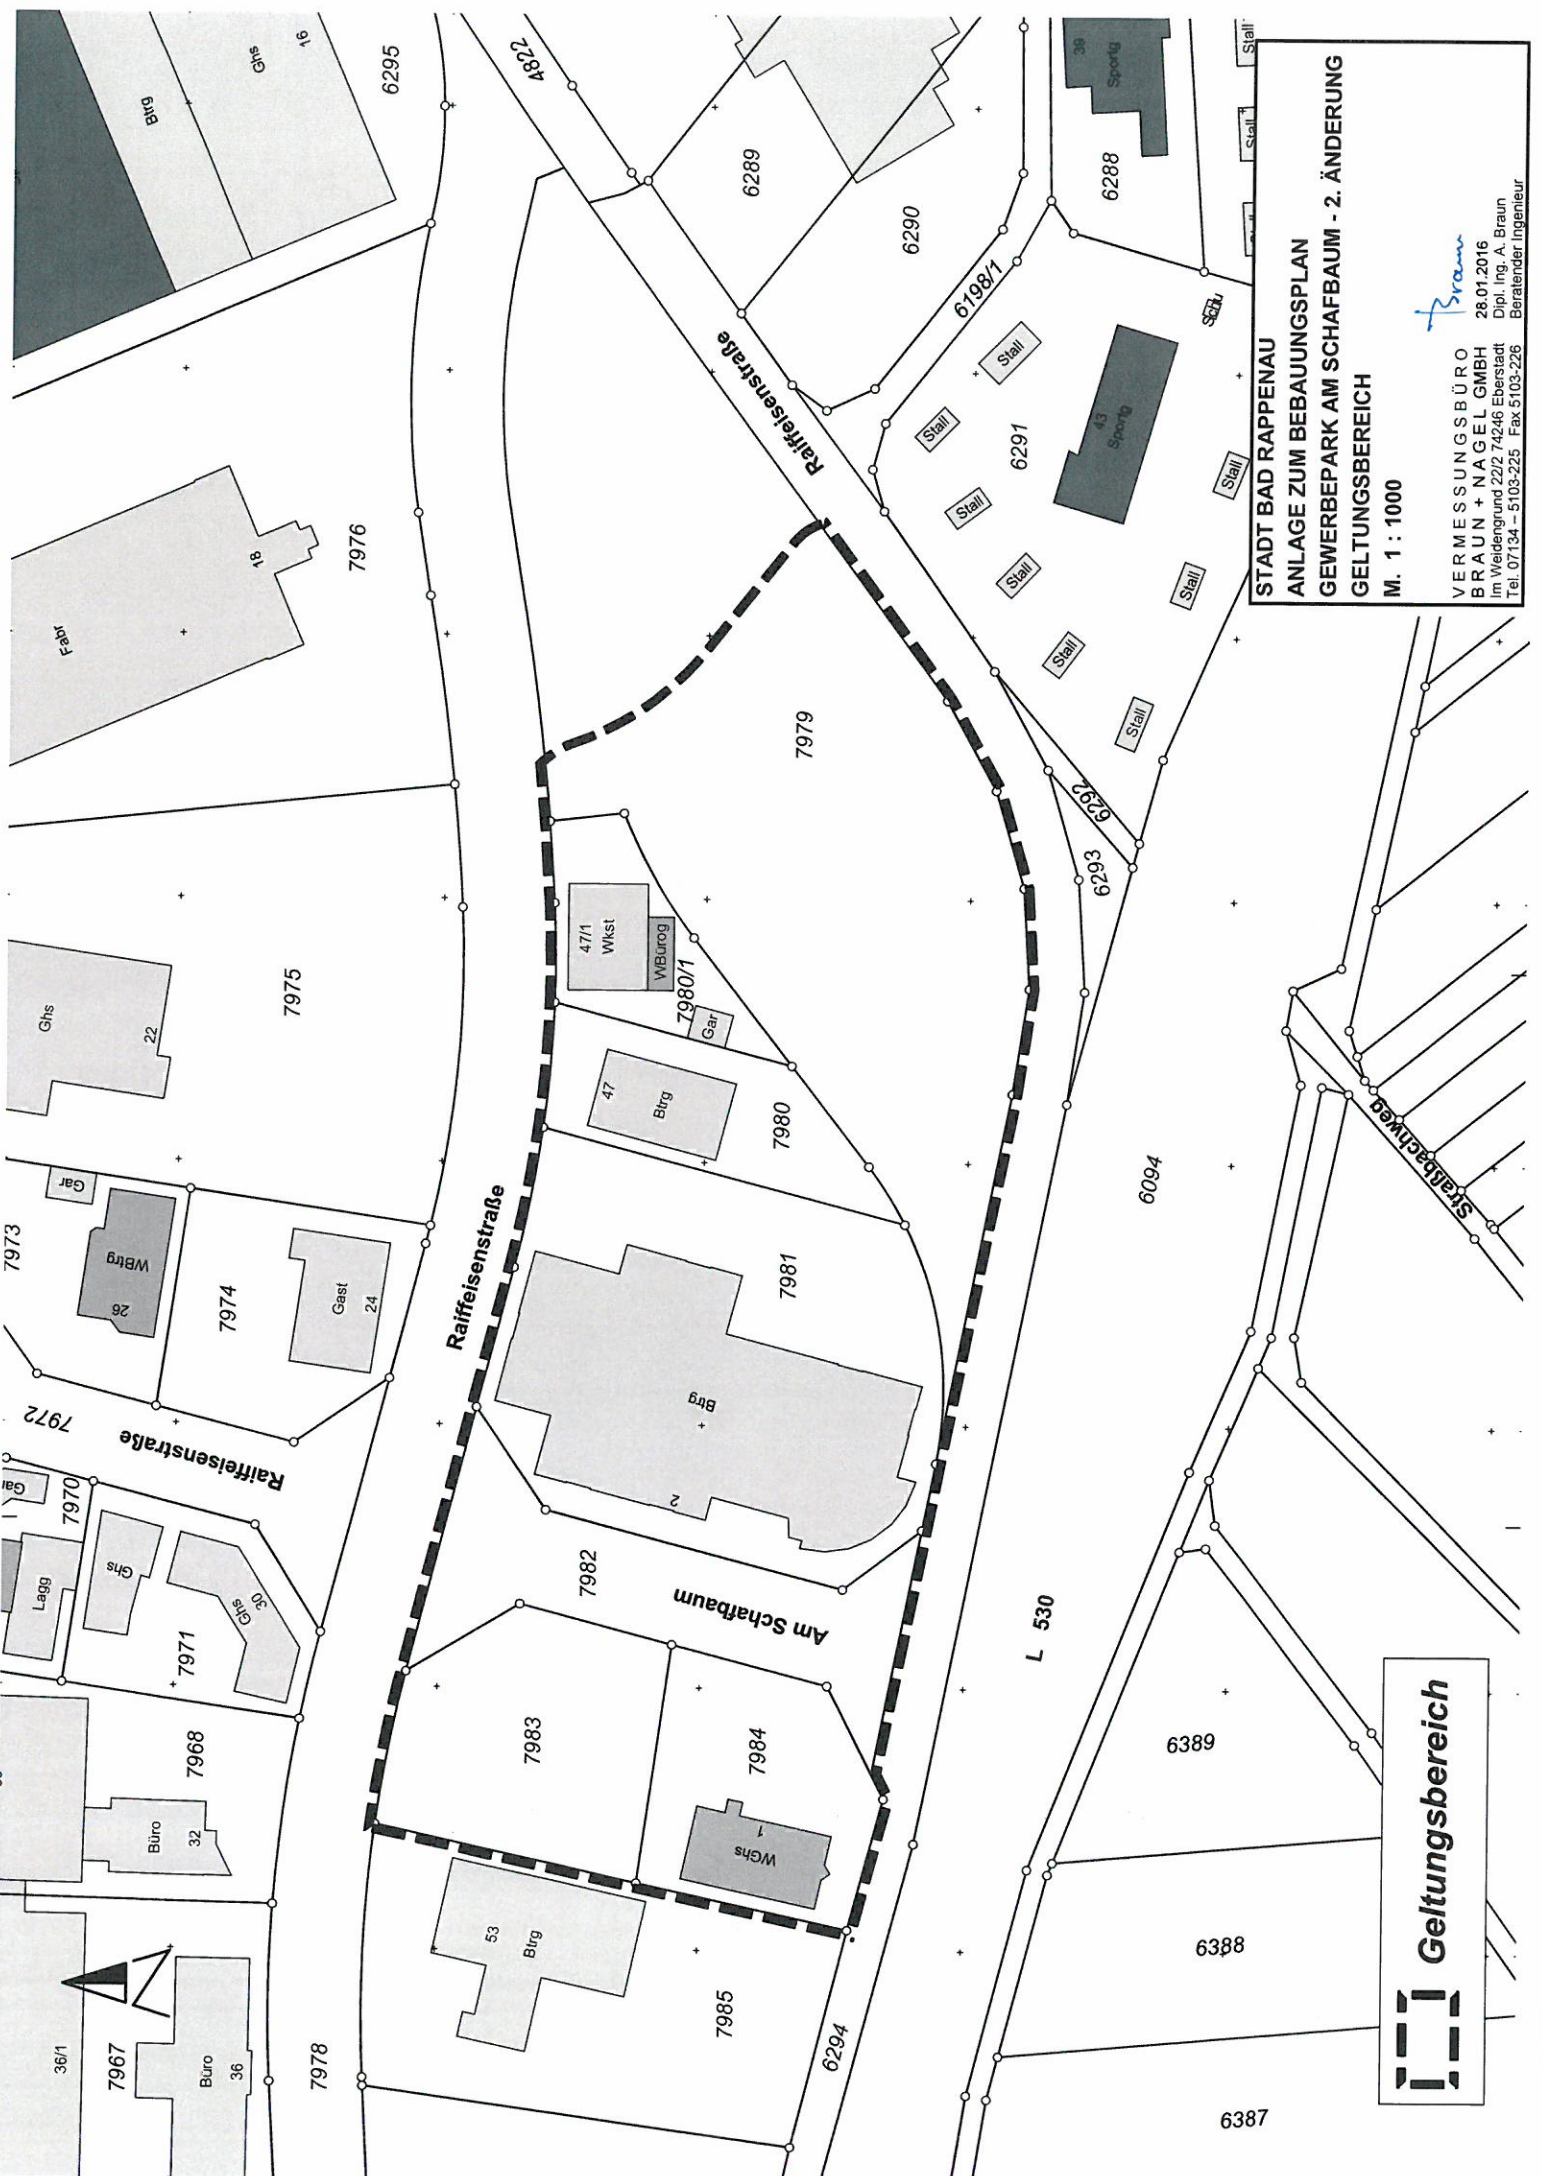 STADT BAD RAPPENAU
ANLAGE ZUM BEBAUUNGSPLAN
GEWERBEPARK AM SCHAFBAUM - 2. ÄNDERUNG
GELTUNGSBEREICH
M. 1 : 1000
VERMESSUNGSBÜRO
BRAUN + NAGEL GMBH 28.01.2016
Im Weidengrund 22/2 74246 Eberstadt Dipl. Ing. A. Braun
Tel. 07134 – 5103-225 Fax 5103-226 Beratender Ingenieur
Braun
Geltungsbereich
36/1
7967
Büro
36
7978
Büro
32
7968
Lagg
7970
7971
Ghs
Ghs
30
7972
Raiffeisenstraße
7973
WBtrg
26
Gar
7974
Gast
24
Ghs
22
7975
Fabr
18
7976
Btrg
Ghs
16
6295
4822
Raiffeisenstraße
Raiffeisenstraße
53
Btrg
7985
6294
7983
7984
WGhs
1
7982
Am Schafbaum
Btrg
2
7981
47
Btrg
7980
47/1
Wkst
WBürog
7980/1
Gar
7979
6289
6290
6198/1
6288
39
Sportg
Stall
Stall
6291
43
Sportg
Stall
Stall
Stall
Stall
Stall
Stall
Stall
Stall
6292
6293
6094
L 530
Straßbachweg
6389
6388
6387